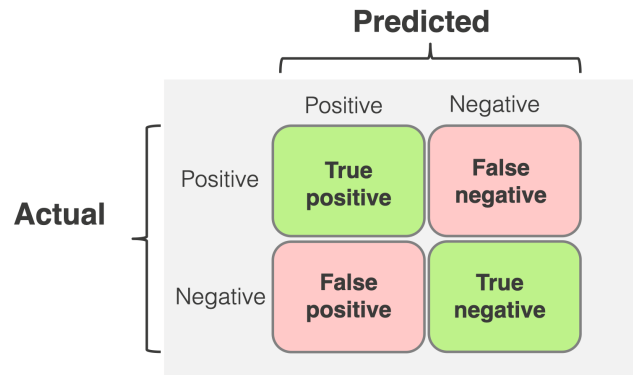 Predicted
Positive Negative
Positive
True
positive
False
negative
Actual
Negative
False
positive
True
negative